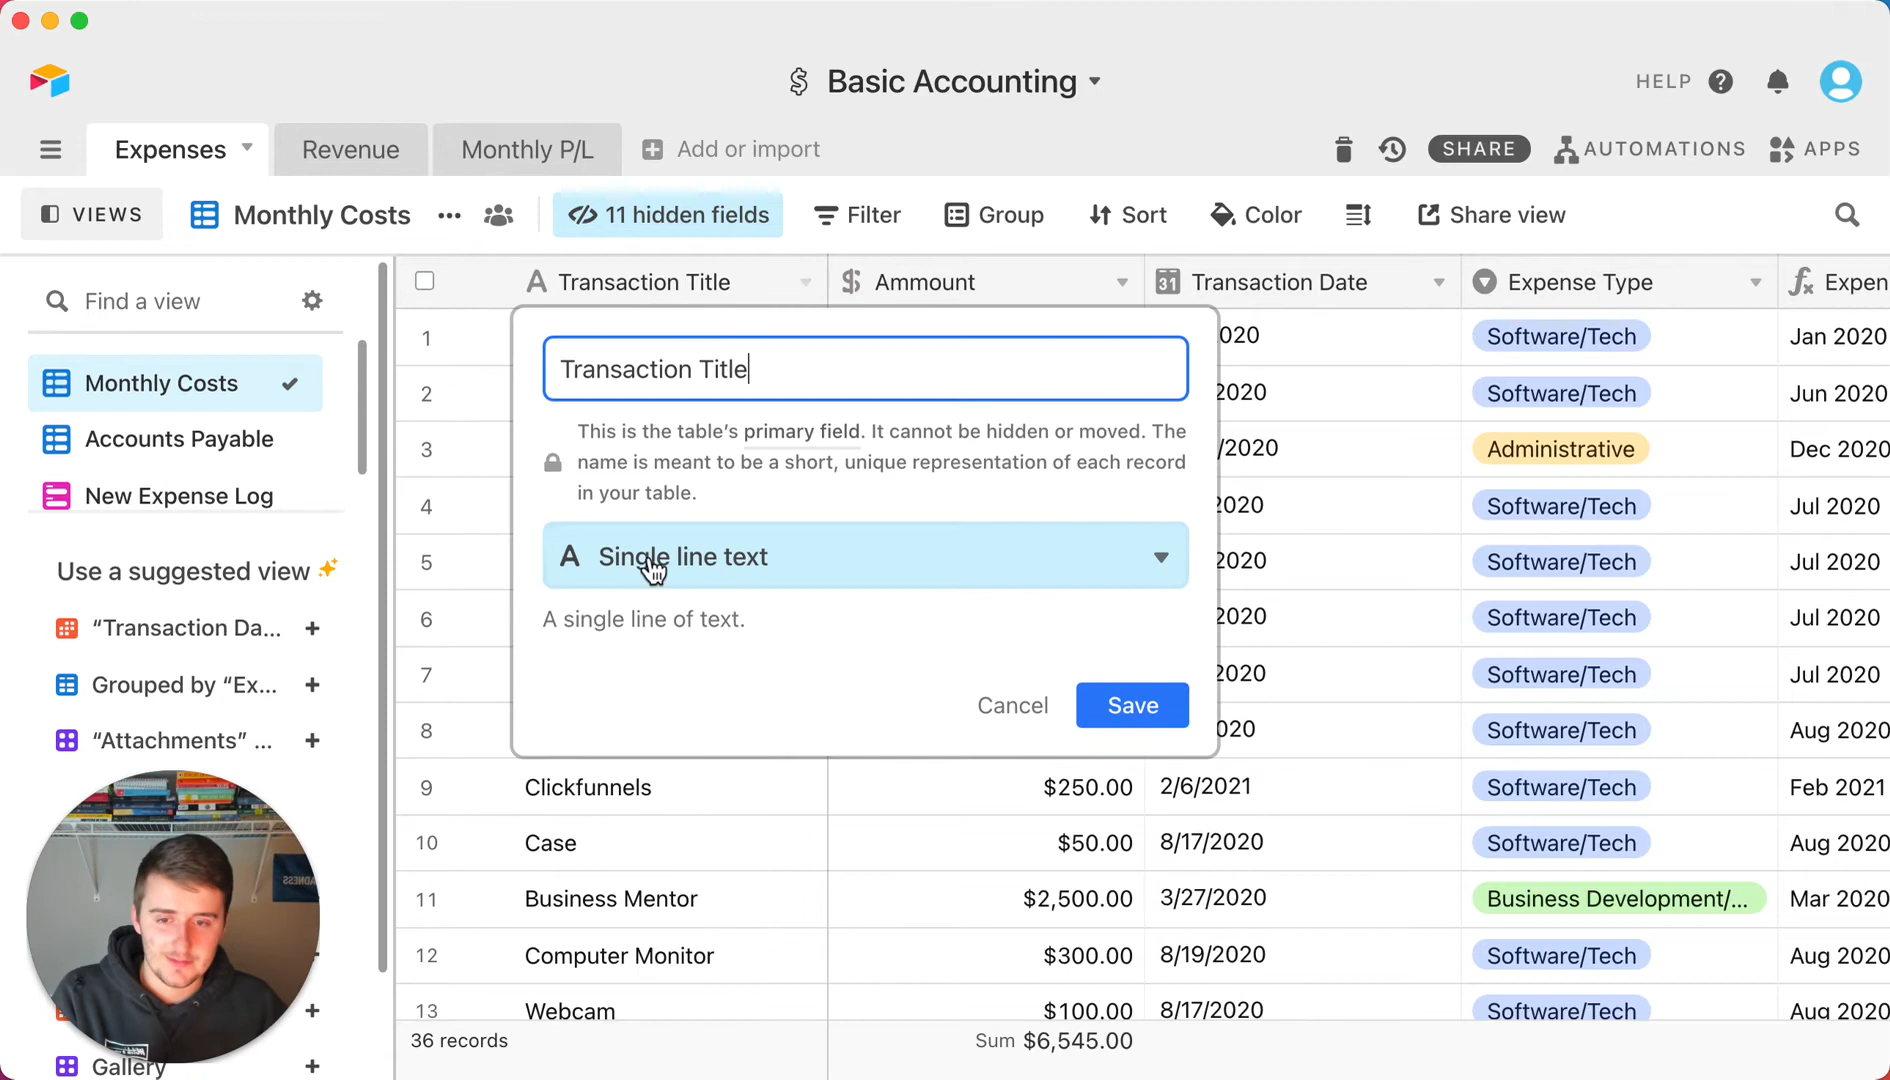 Basic Accounting
HELP
Expenses
Revenue
Monthly P/L
Add or import
SHARE
AUTOMATIONS
APPS
VIEWS
Monthly Costs
11 hidden fields
Filter
Group
Sort
Color
Share view
Find a view
Monthly Costs
Accounts Payable
New Expense Log
Use a suggested view
“Transaction Da...
Grouped by “Ex...
“Attachments” ...
Gallery
Transaction Title
Ammount
31 Transaction Date
Expense Type
Expen
Transaction Title
This is the table’s primary field. It cannot be hidden or moved. The
name is meant to be a short, unique representation of each record
in your table.
A Single line text
A single line of text.
Cancel
Save
1 020 Software/Tech Jan 2020
2 2020 Software/Tech Jun 2020
3 /2020 Administrative Dec 2020
4 2020 Software/Tech Jul 2020
5 2020 Software/Tech Jul 2020
6 2020 Software/Tech Jul 2020
7 2020 Software/Tech Jul 2020
8 020 Software/Tech Aug 2020
9 Clickfunnels $250.00 2/6/2021 Software/Tech Feb 2021
10 Case $50.00 8/17/2020 Software/Tech Aug 2020
11 Business Mentor $2,500.00 3/27/2020 Business Development/... Mar 2020
12 Computer Monitor $300.00 8/19/2020 Software/Tech Aug 2020
13 Webcam $100.00 8/17/2020 Software/Tech Aug 2020
36 records
Sum $6,545.00